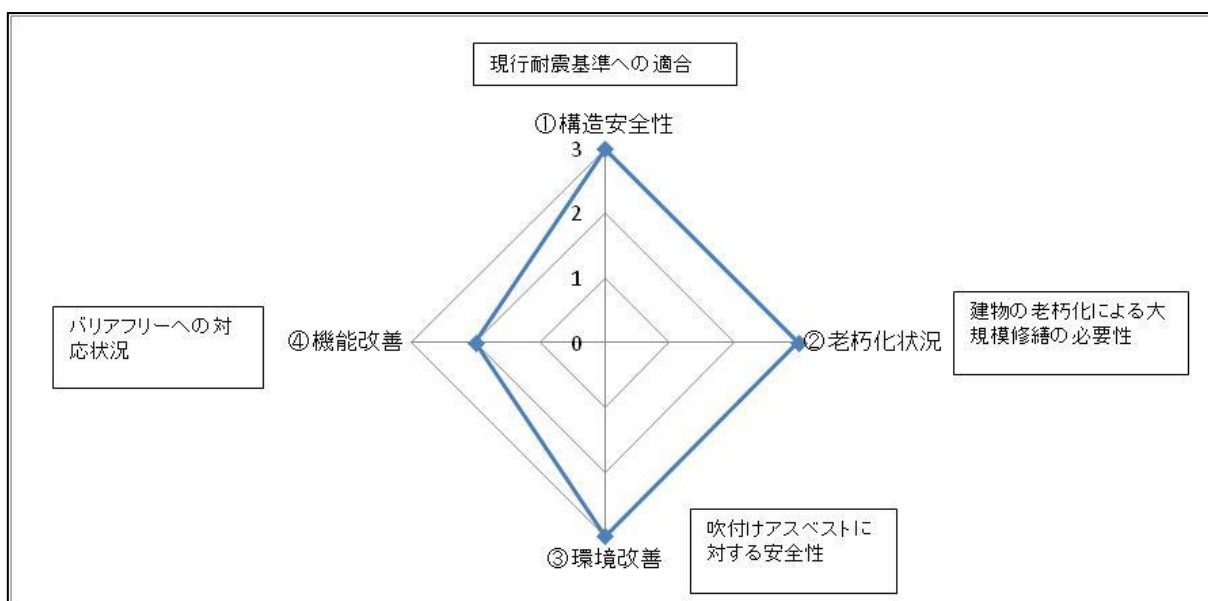 現行耐震基準への適合
①構造安全性
3
2
1
0
バリアフリーへの対
応状況
④機能改善
②老朽化状況
建物の老朽化による大
規模修繕の必要性
③環境改善
吹付けアスベストに
対する安全性